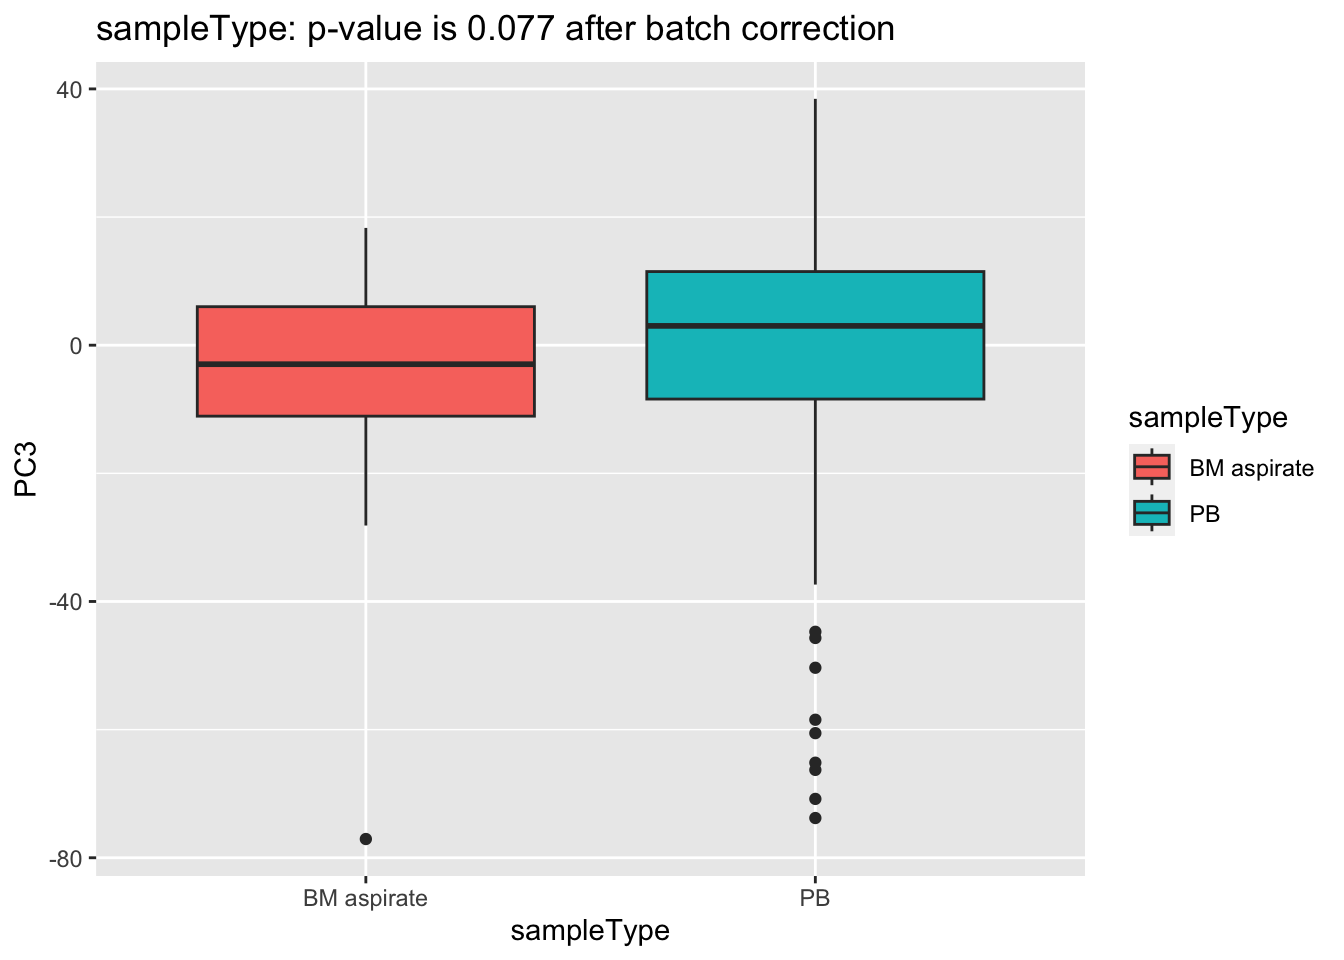 sampleType: p-value is 0.077 after batch correction
40
0
-40
-80
PC3
BM aspirate
PB
sampleType
sampleType
BM aspirate
PB